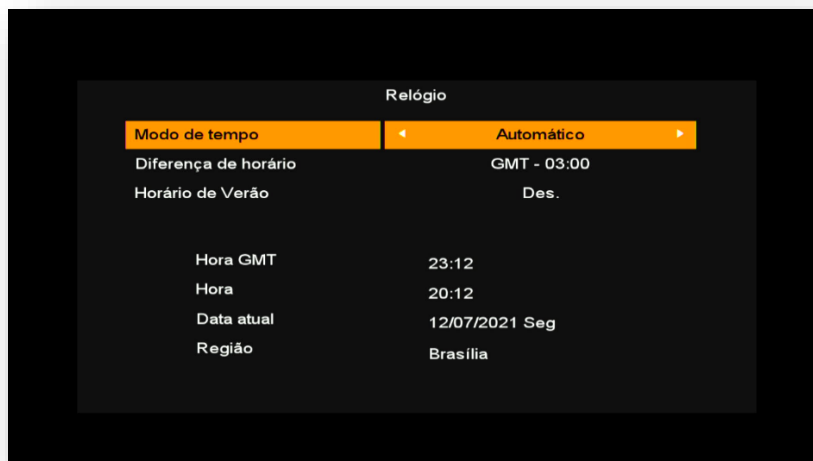 Relógio
Modo de tempo Automático
Diferença de horário GMT - 03:00
Horário de Verão Des.
Hora GMT 23:12
Hora 20:12
Data atual 12/07/2021 Seg
Região Brasília